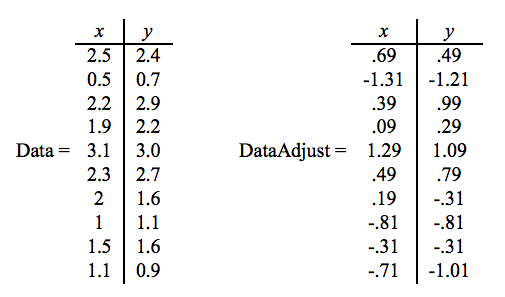 x y x y
2.5 2.4 .69 .49
0.5 0.7 -1.31 -1.21
2.2 2.9 .39 .99
1.9 2.2 .09 .29
Data = 3.1 3.0 DataAdjust = 1.29 1.09
2.3 2.7 .49 .79
2 1.6 .19 -.31
1 1.1 -.81 -.81
1.5 1.6 -.31 -.31
1.1 0.9 -.71 -1.01